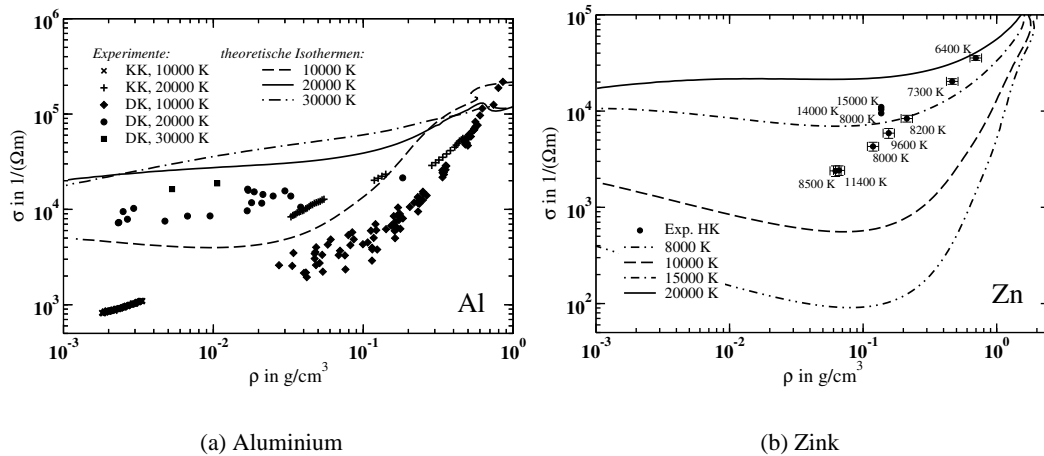 10^6
10^5
10^4
10^3
σ in 1/(Ωm)
Experimente:
KK, 10000 K
KK, 20000 K
DK, 10000 K
DK, 20000 K
DK, 30000 K
theoretische Isothermen:
10000 K
20000 K
30000 K
Al
10^-3
10^-2
10^-1
10^0
ρ in g/cm^3
(a) Aluminium
10^5
10^4
10^3
10^2
σ in 1/(Ωm)
6400 K
7300 K
15000 K
14000 K
8000 K
8200 K
9600 K
8000 K
8500 K
11400 K
Exp. HK
8000 K
10000 K
15000 K
20000 K
Zn
10^-3
10^-2
10^-1
10^0
ρ in g/cm^3
(b) Zink